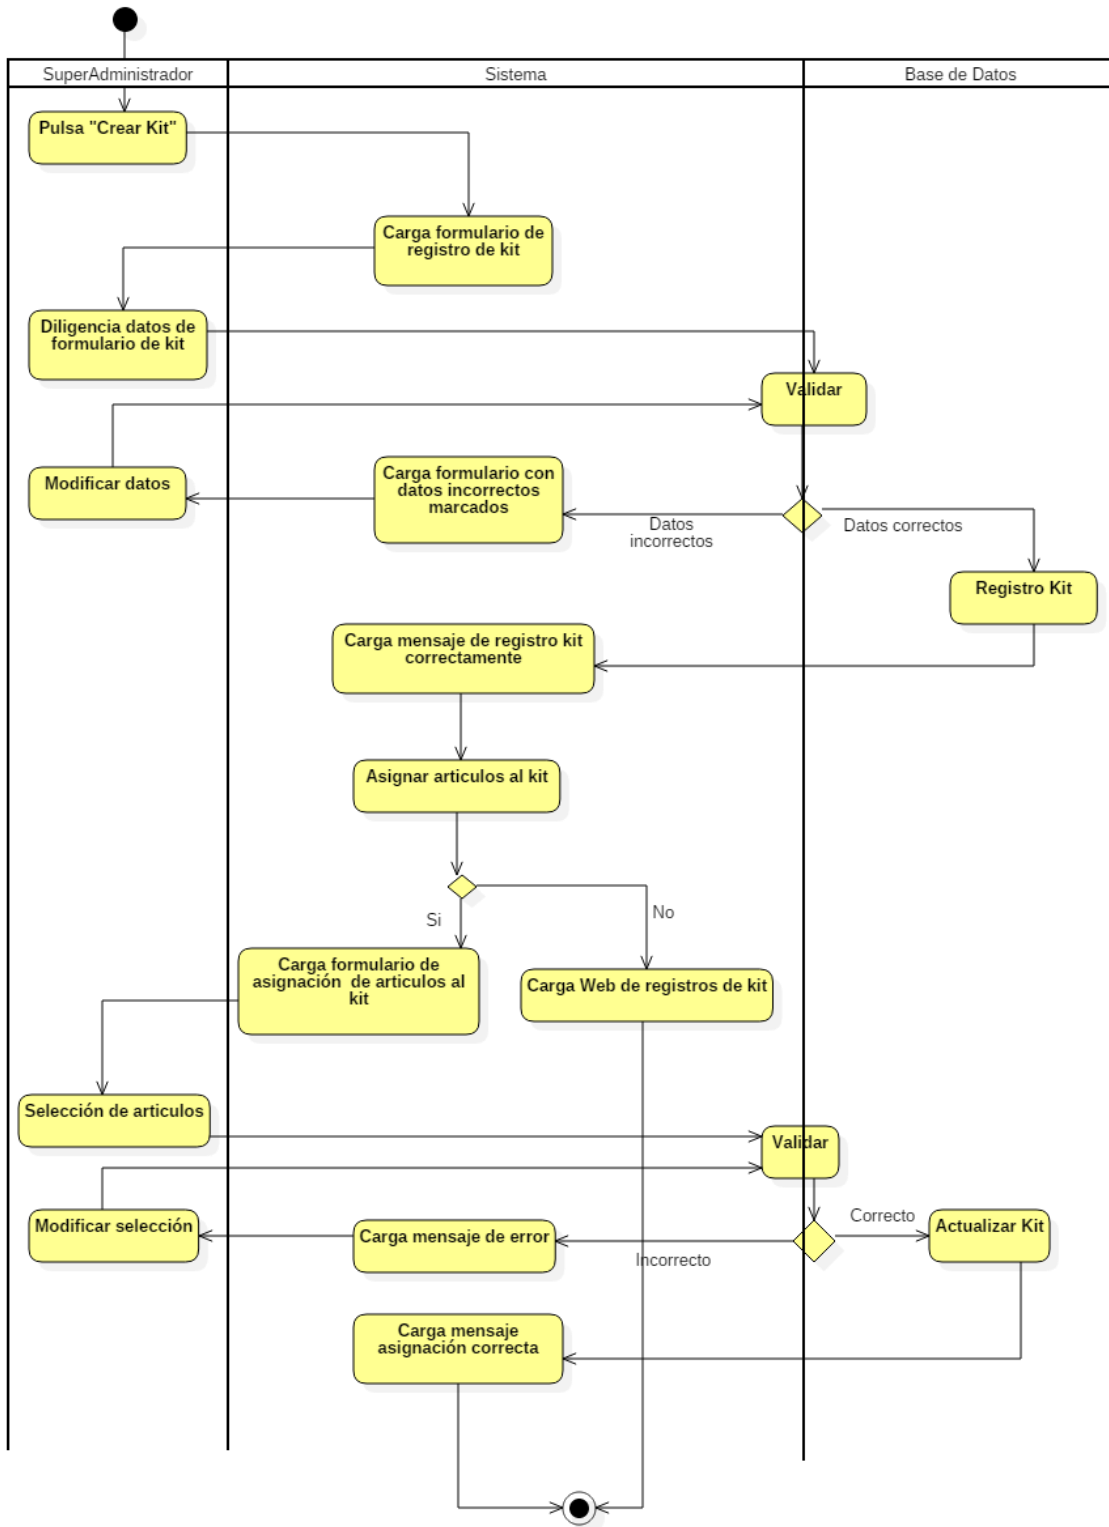 SuperAdministrador
Sistema
Base de Datos
Pulsa "Crear Kit"
Carga formulario de
registro de kit
Diligencia datos de
formulario de kit
Validar
Modificar datos
Carga formulario con
datos incorrectos
marcados
Datos
incorrectos
Datos correctos
Registro Kit
Carga mensaje de registro kit
correctamente
Asignar articulos al kit
Si
No
Carga formulario de
asignación de articulos al
kit
Carga Web de registros de kit
Selección de articulos
Validar
Modificar selección
Carga mensaje de error
Incorrecto
Correcto
Actualizar Kit
Carga mensaje
asignación correcta